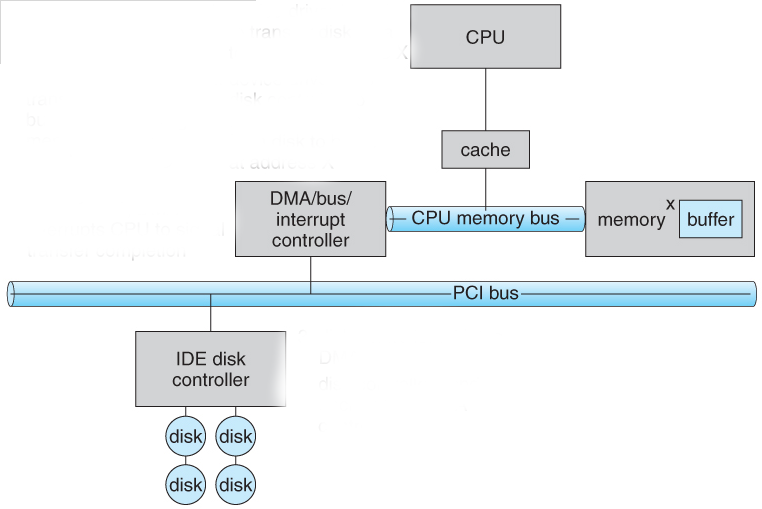 CPU
cache
DMA/bus/
interrupt
controller
CPU memory bus
memory
x
buffer
PCI bus
IDE disk
controller
disk
disk
disk
disk